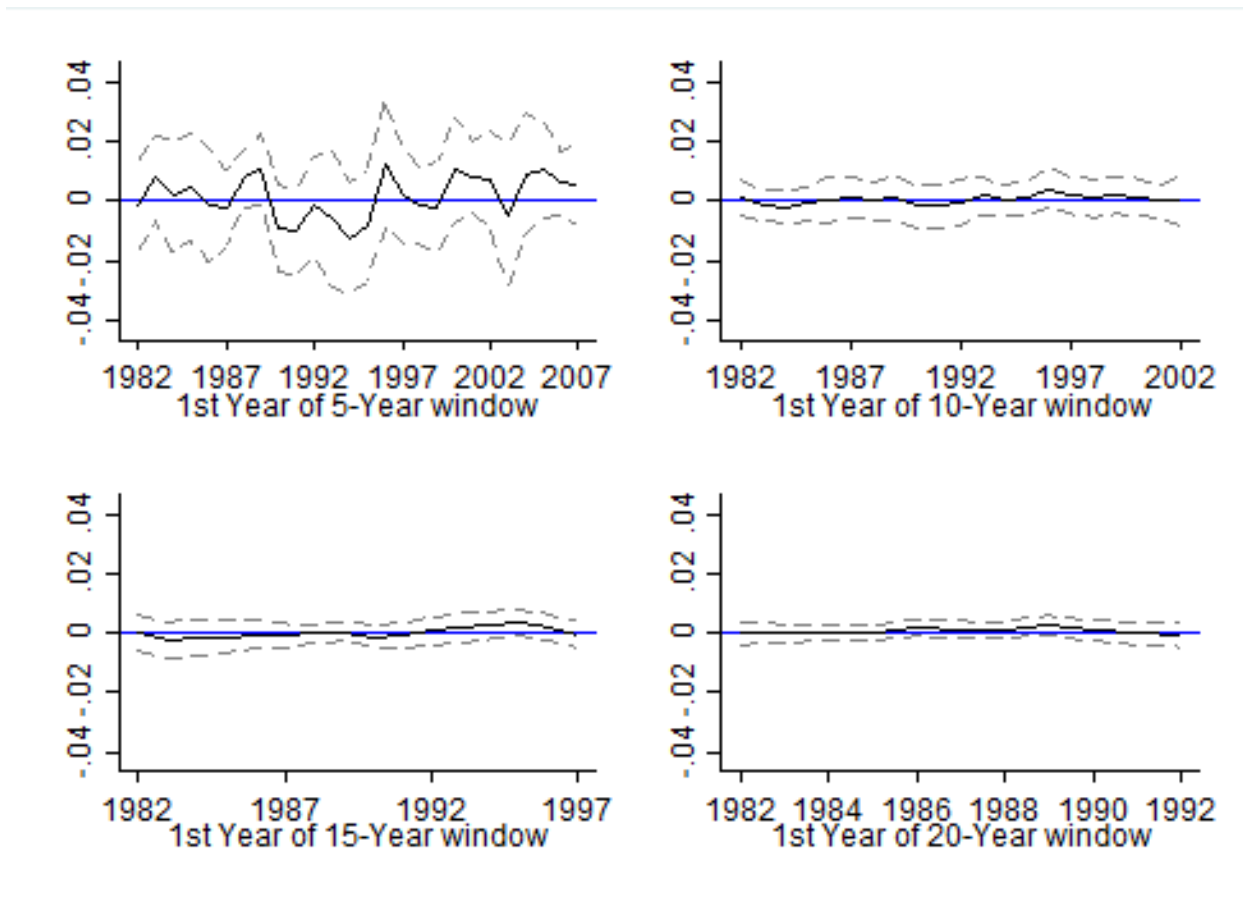 .04
.02
0
-.02
-.04
1982 1987 1992 1997 2002 2007
1st Year of 5-Year window
.04
.02
0
-.02
-.04
1982 1987 1992 1997 2002
1st Year of 10-Year window
.04
.02
0
-.02
-.04
1982 1987 1992 1997
1st Year of 15-Year window
.04
.02
0
-.02
-.04
1982 1984 1986 1988 1990 1992
1st Year of 20-Year window